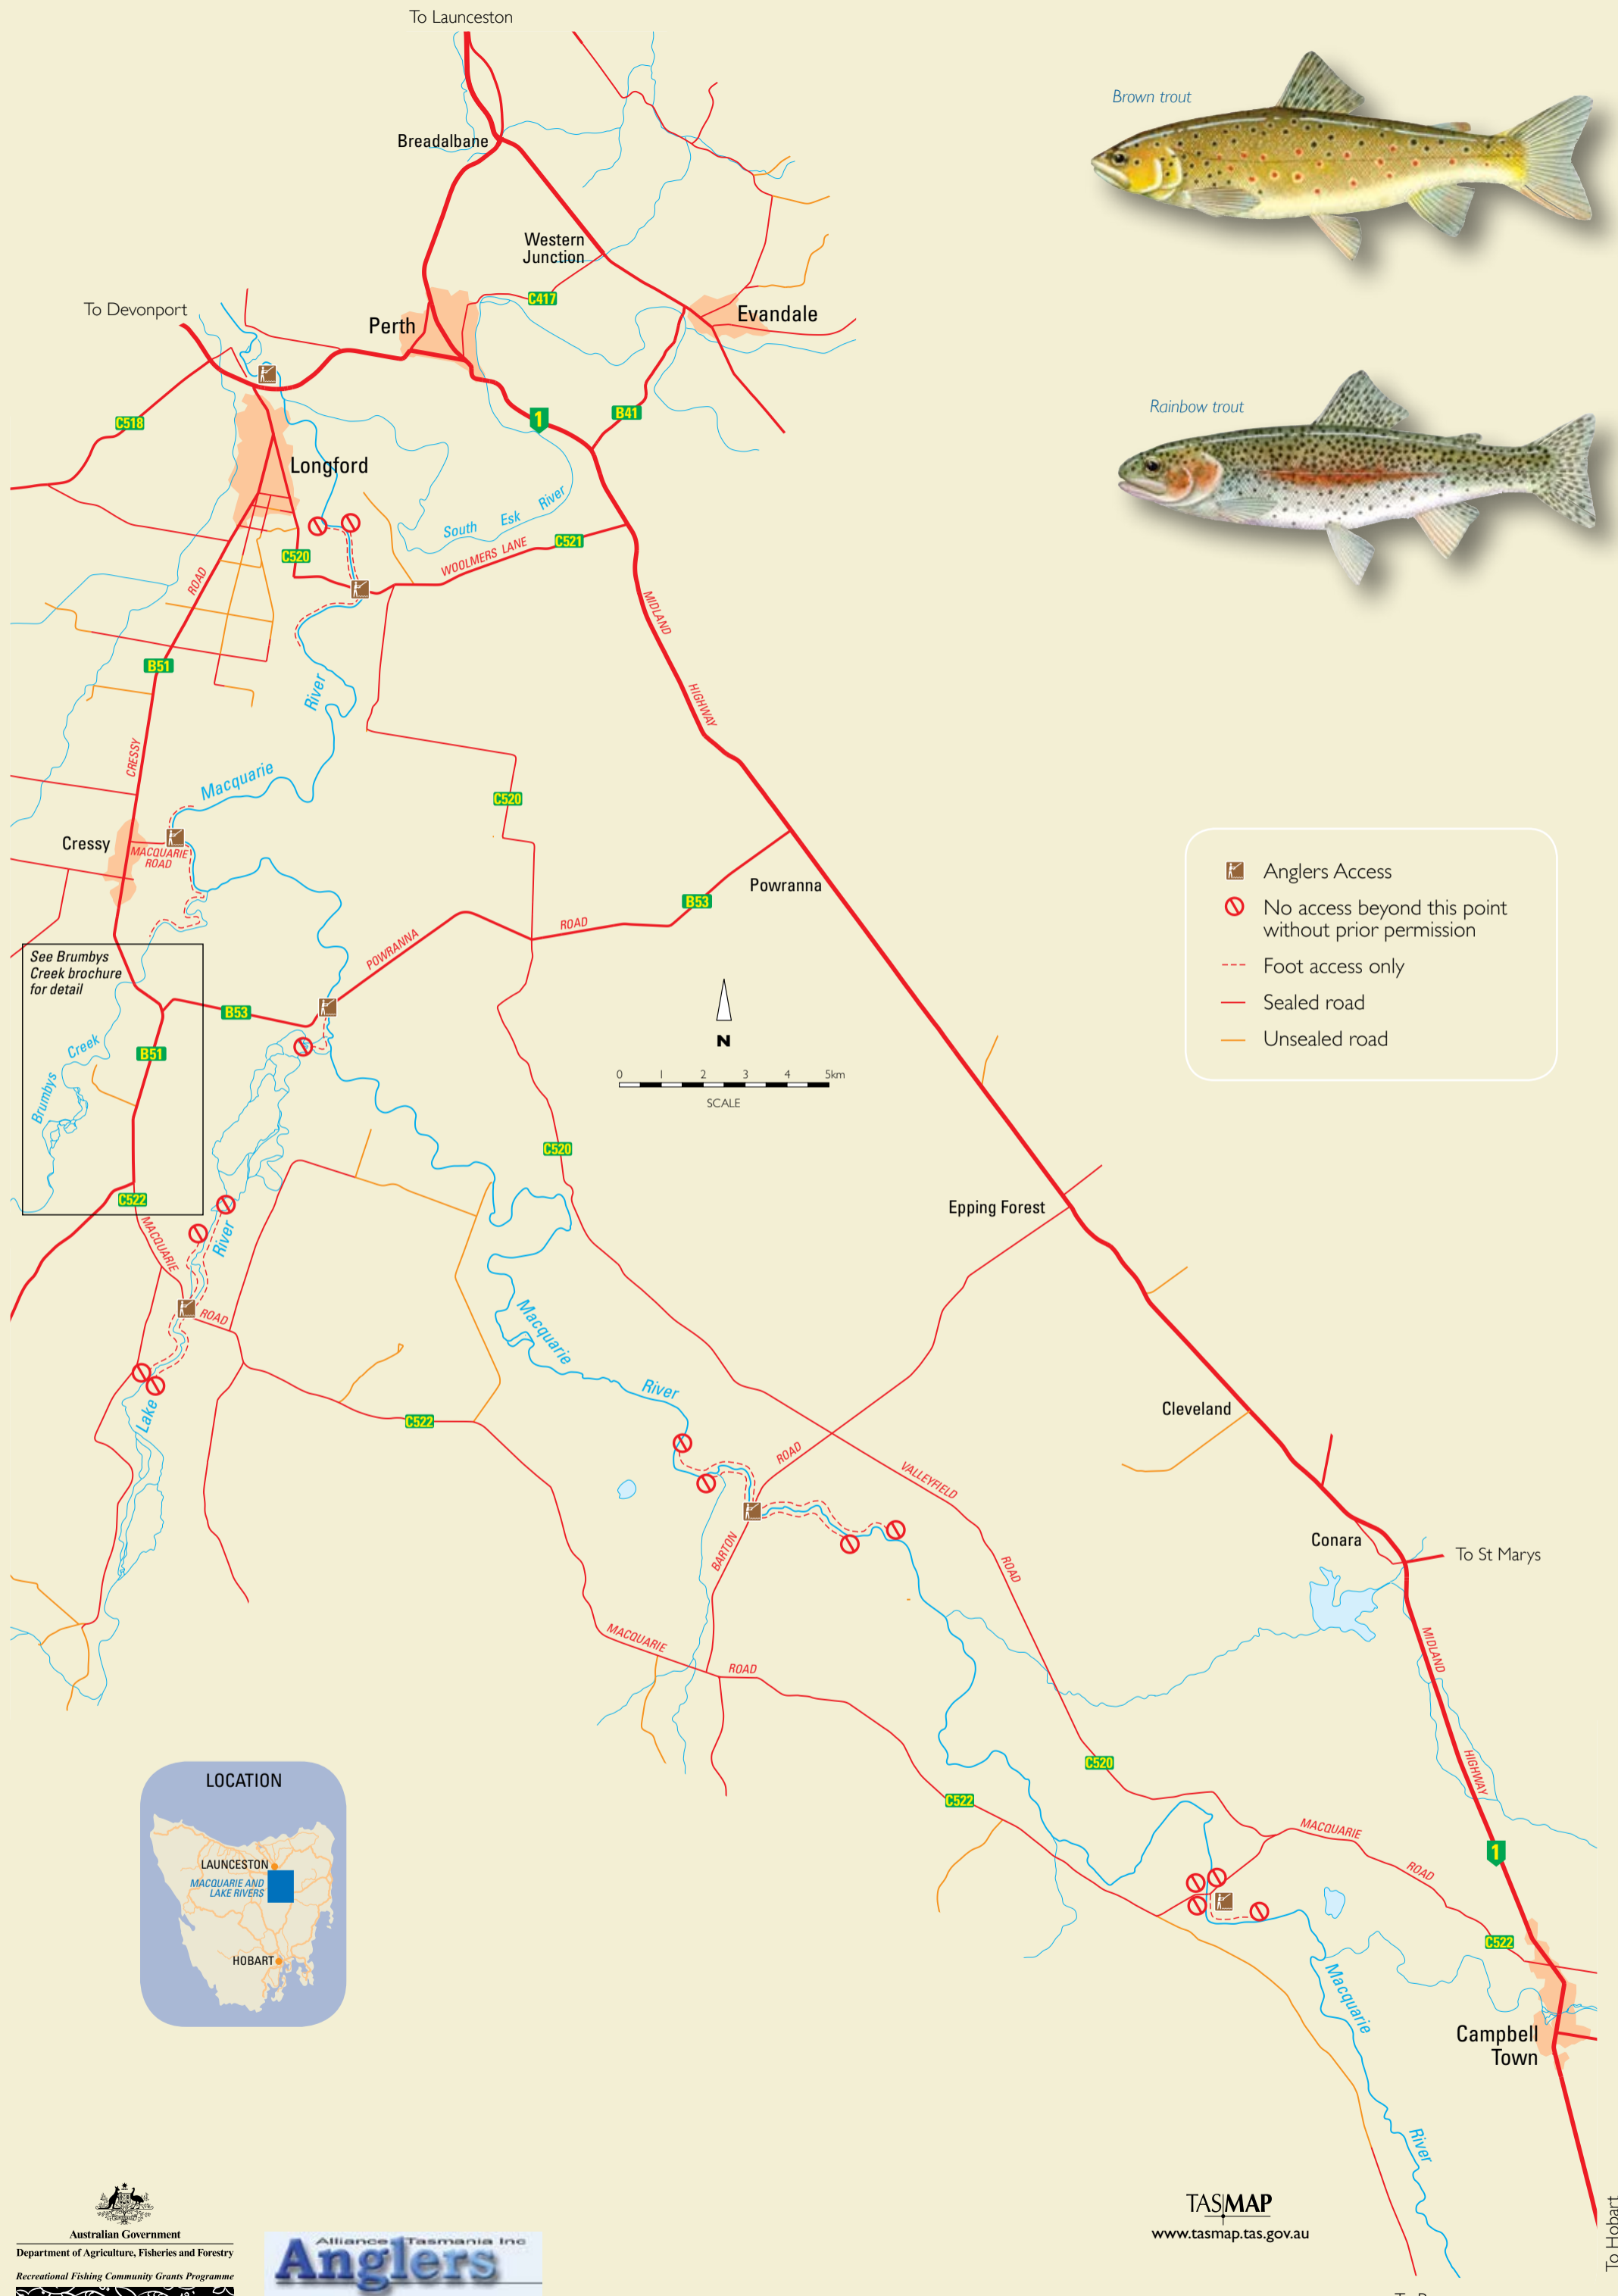 To Launceston
Brown trout
Breadalbane
Western
Junction
C417
To Devonport
Perth
Evandale
Rainbow trout
C518
1
B41
Longford
South Esk River
C520
WOOLMERS LANE
C521
ROAD
MIDLAND
B51
River
HIGHWAY
CRESSY
Macquarie
C520
Cressy
MACQUARIE
ROAD
Powranna
B53
ROAD
POWRANNA
Anglers Access
No access beyond this point
without prior permission
Foot access only
Sealed road
Unsealed road
See Brumbys
Creek brochure
for detail
B53
N
Creek
B51
0 1 2 3 4 5km
SCALE
Brumbys
C520
C522
MACQUARIE
River
Epping Forest
ROAD
Macquarie
River
Lake
C522
Cleveland
ROAD
VALLEYFIELD
BARTON
ROAD
Conara
To St Marys
MACQUARIE
ROAD
MIDLAND
C520
HIGHWAY
C522
LOCATION
LAUNCESTON
MACQUARIE AND
LAKE RIVERS
HOBART
MACQUARIE
ROAD
1
C522
Macquarie
Campbell
Town
River
To Hobart
TASMAP
www.tasmap.tas.gov.au
Australian Government
Department of Agriculture, Fisheries and Forestry
Recreational Fishing Community Grants Programme
Alliance Tasmania Inc
Anglers